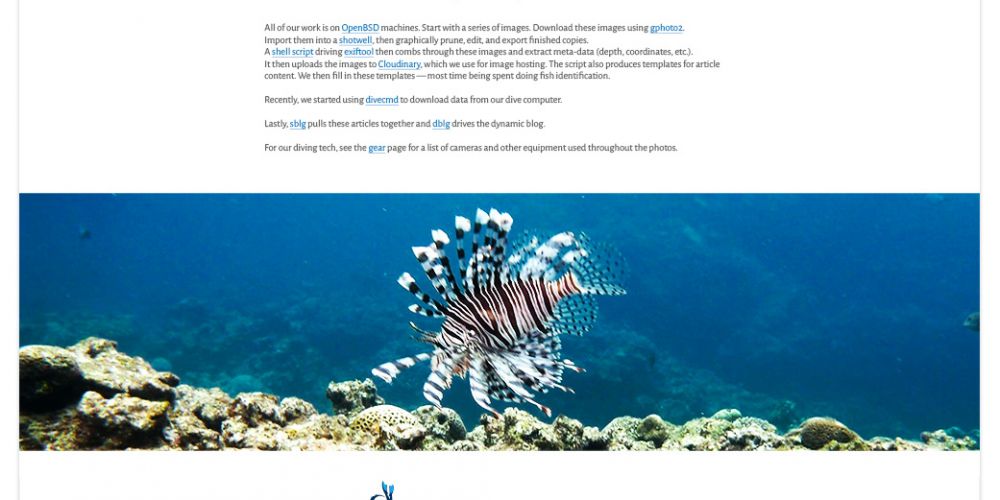 All of our work is on OpenBSD machines. Start with a series of images. Download these images using gphoto2.
Import them into a shotwell, then graphically prune, edit, and export finished copies.
A shell script driving exiftool then combs through these images and extract meta-data (depth, coordinates, etc.).
It then uploads the images to Cloudinary, which we use for image hosting. The script also produces templates for article
content. We then fill in these templates — most time being spent doing fish identification.
Recently, we started using divecmd to download data from our dive computer.
Lastly, sblg pulls these articles together and dblg drives the dynamic blog.
For our diving tech, see the gear page for a list of cameras and other equipment used throughout the photos.